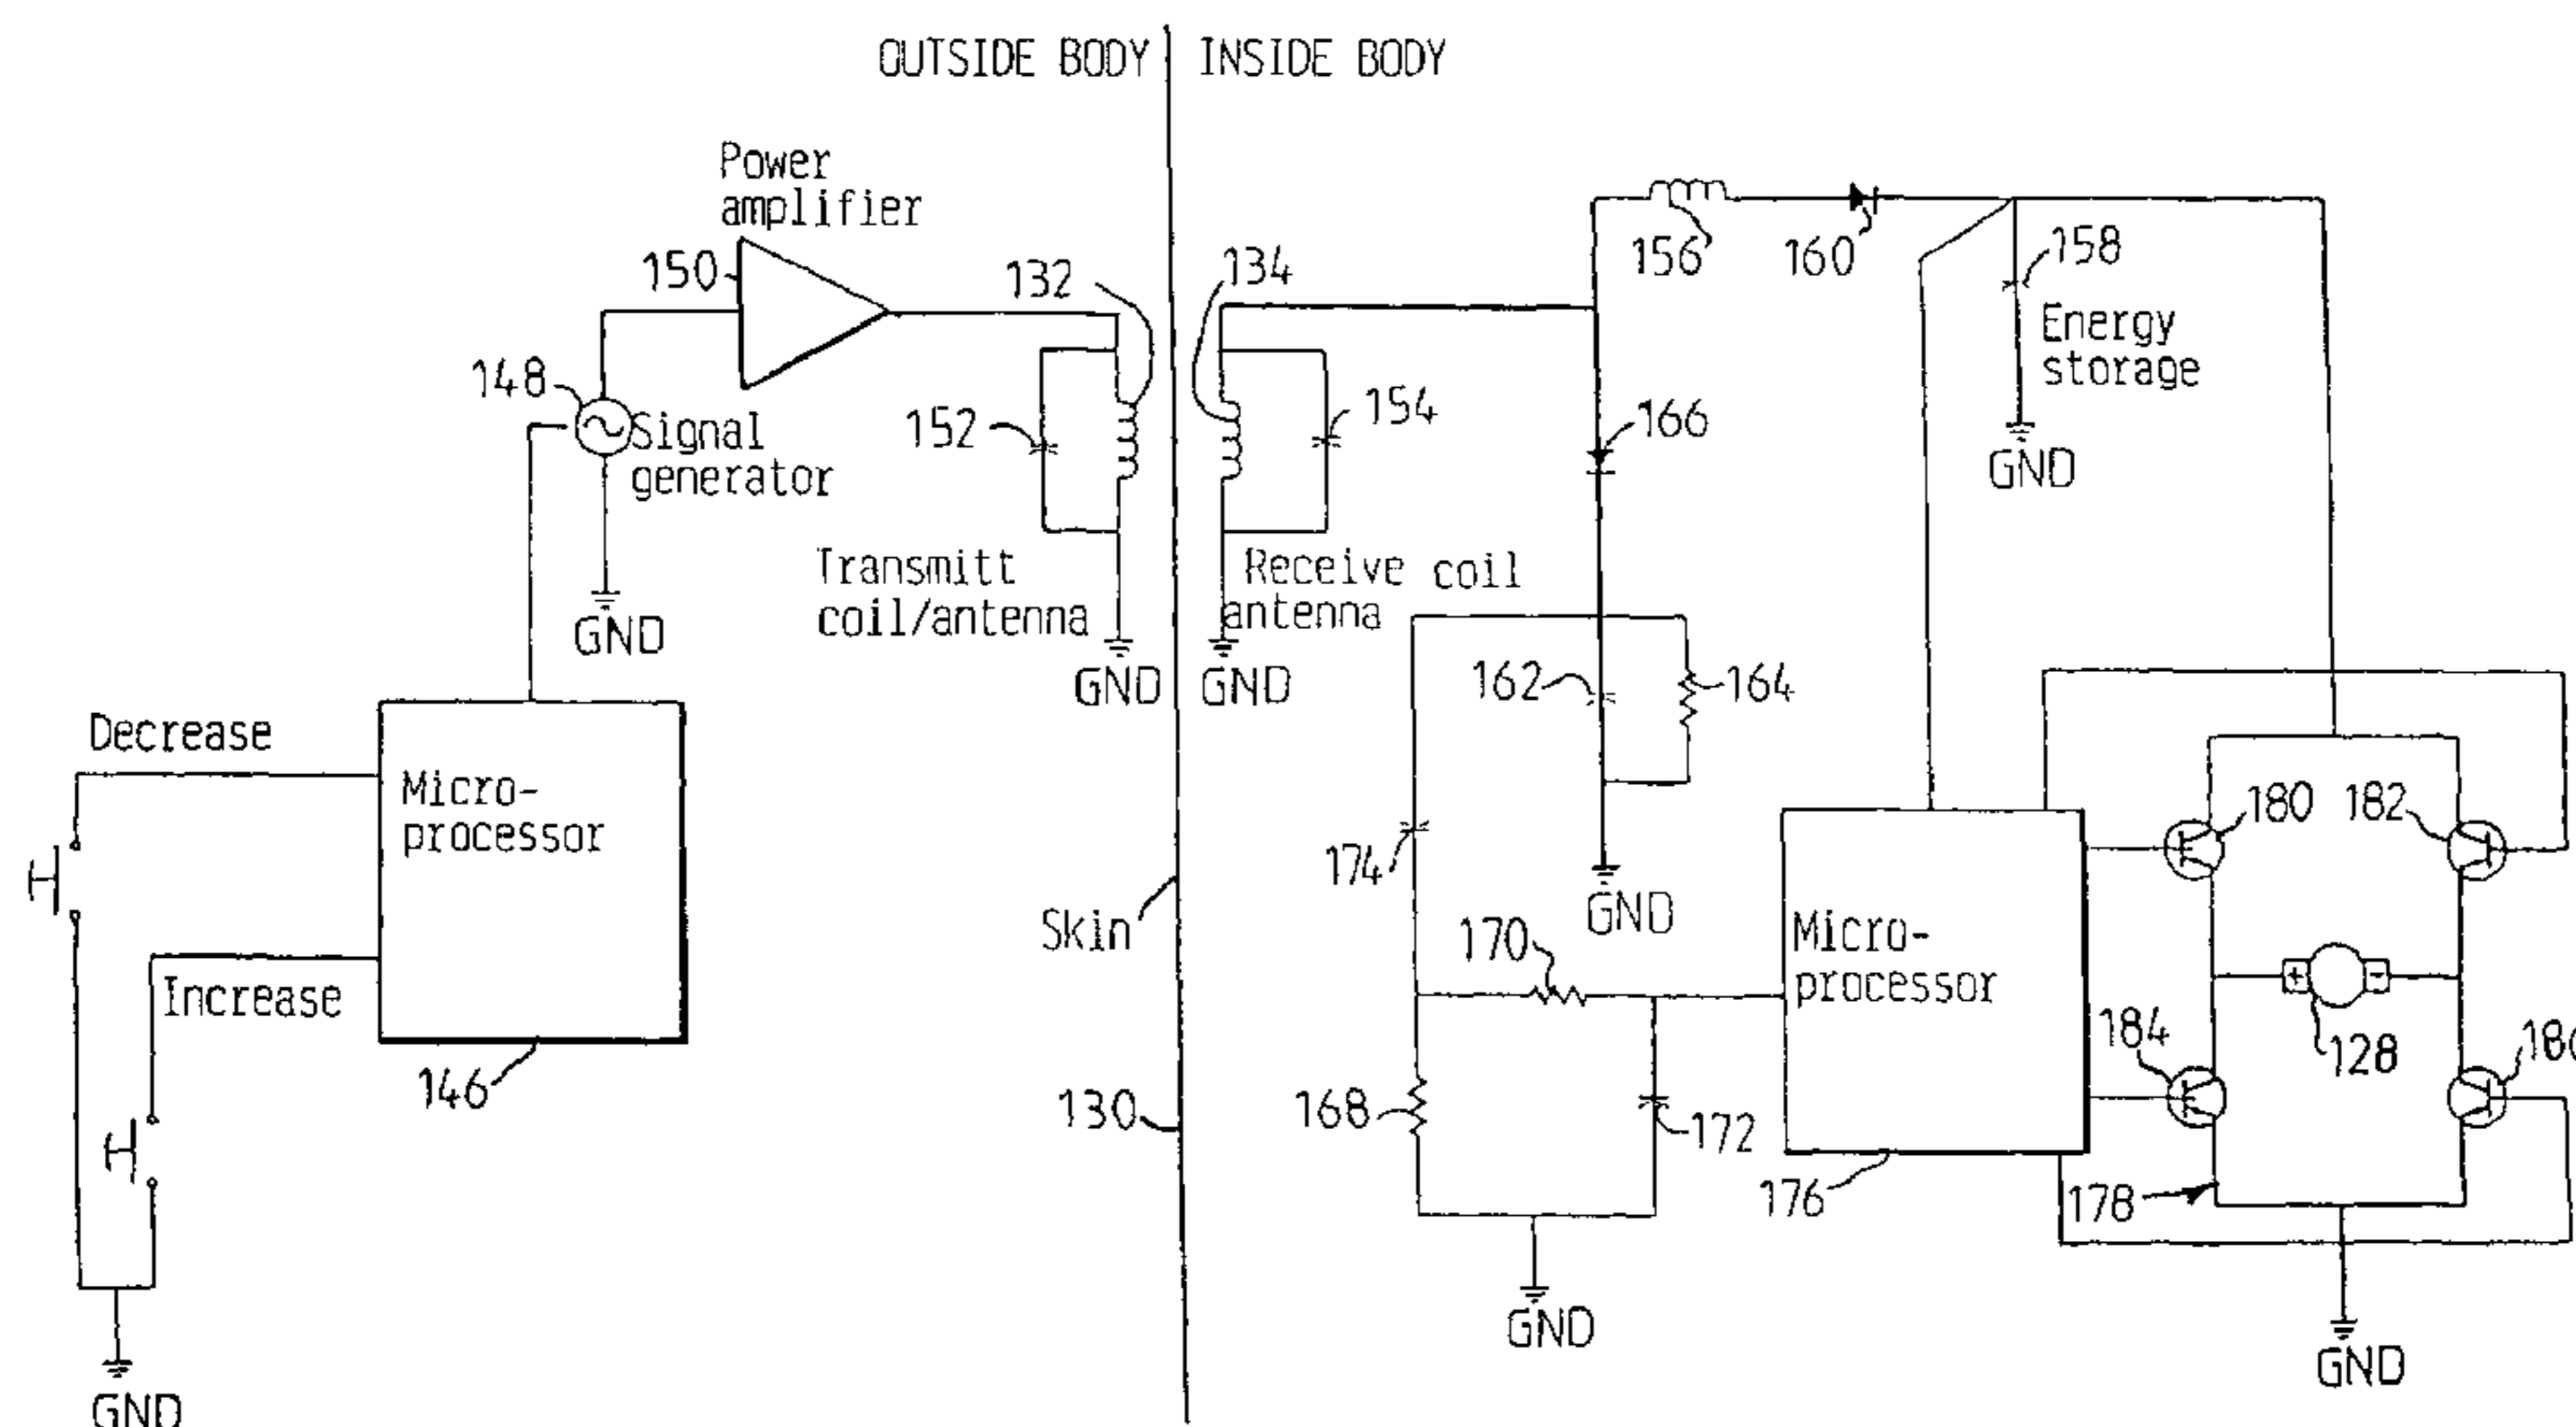 OUTSIDE BODY
INSIDE BODY
Power
amplifier
150
132
134
156
160
158
Energy
storage
GND
148
Signal
generator
GND
152
154
166
Transmitt
coil/antenna
GND
Receive coil
antenna
GND
162
164
GND
Decrease
Micro-
processor
Increase
146
GND
Skin
130
174
170
168
172
GND
Micro-
processor
176
180
182
184
128
178
GND